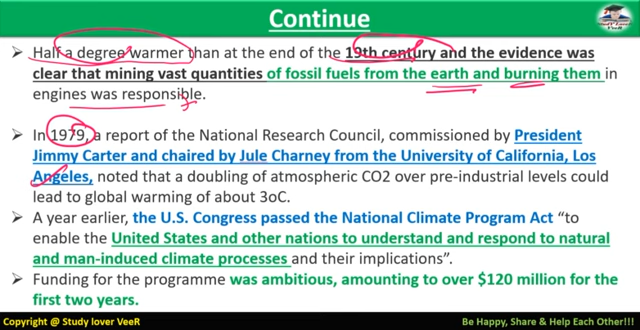 Continue
Study Lover VeeR
➢ Half a degree warmer than at the end of the 19th century and the evidence was
clear that mining vast quantities of fossil fuels from the earth and burning them in
engines was responsible.
➢ In 1979, a report of the National Research Council, commissioned by President
Jimmy Carter and chaired by Jule Charney from the University of California, Los
Angeles, noted that a doubling of atmospheric CO2 over pre-industrial levels could
lead to global warming of about 3oC.
➢ A year earlier, the U.S. Congress passed the National Climate Program Act “to
enable the United States and other nations to understand and respond to natural
and man-induced climate processes and their implications”.
➢ Funding for the programme was ambitious, amounting to over $120 million for the
first two years.
Copyright @ Study lover VeeR
Be Happy, Share & Help Each Other!!!